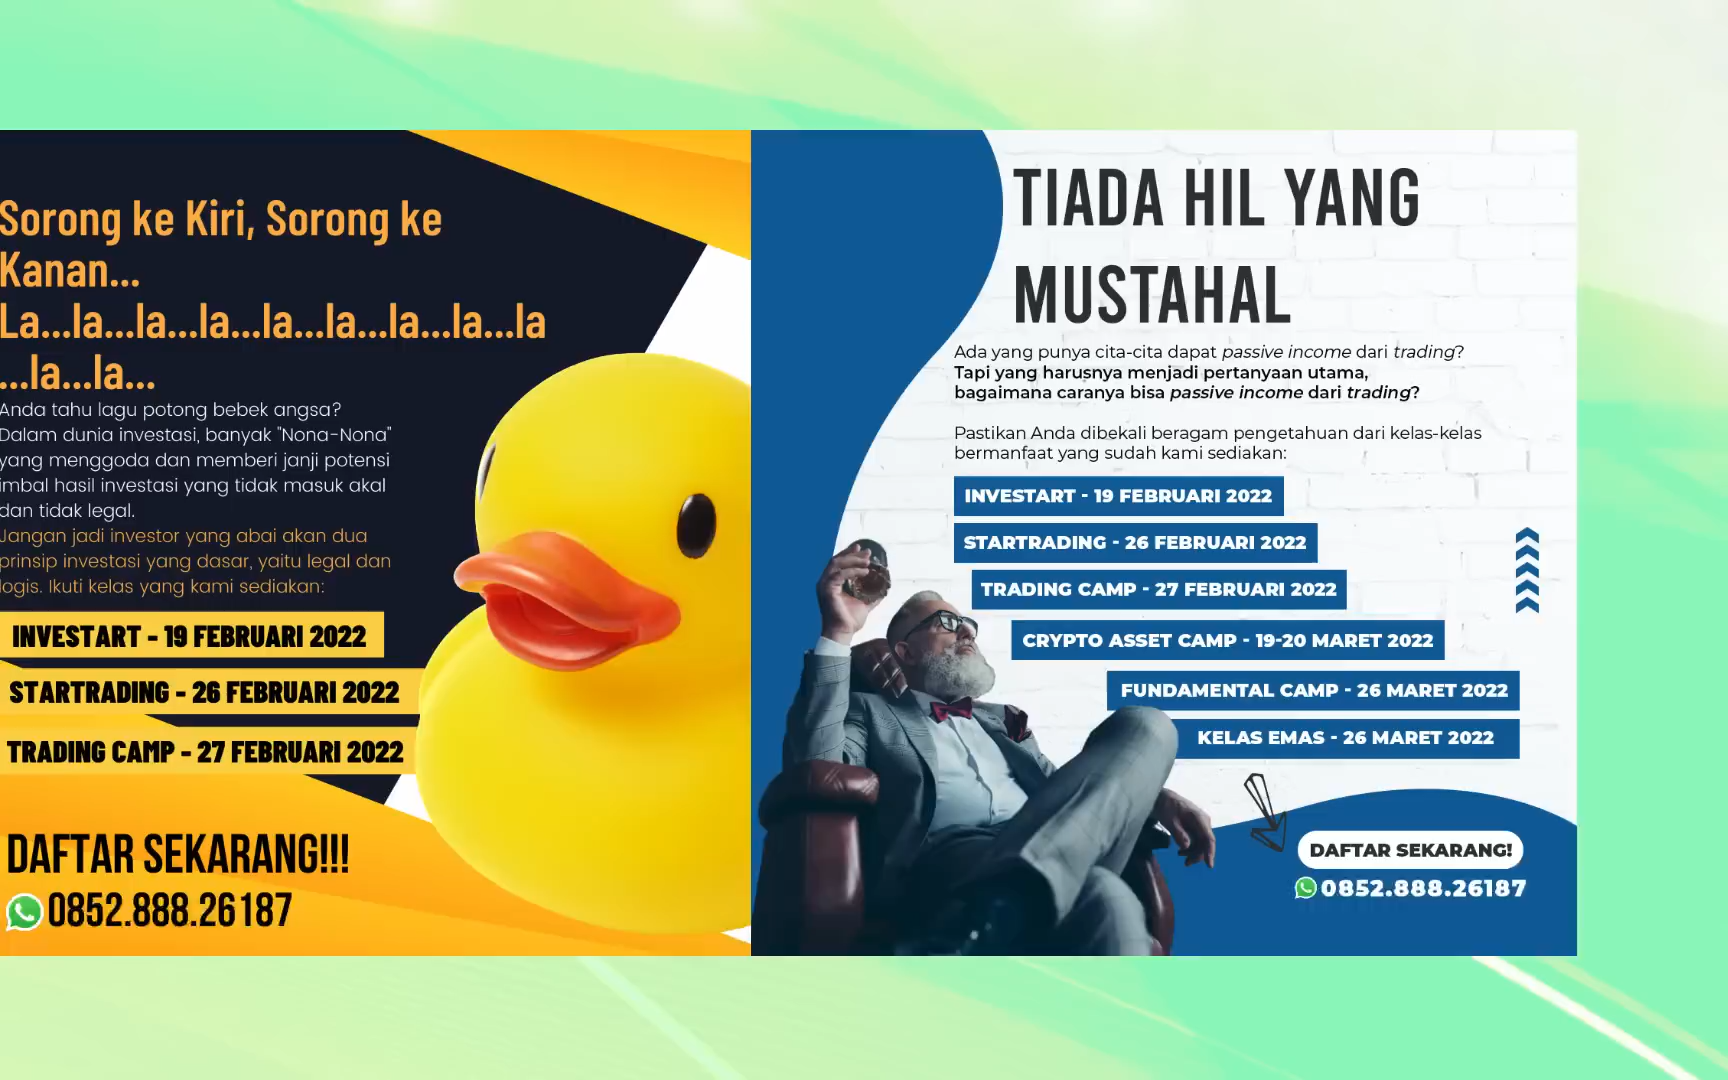 Sorong ke Kiri, Sorong ke
Kanan...
La...la...la...la...la...la...la...la...la
...la...la...
Anda tahu lagu potong bebek angsa?
Dalam dunia investasi, banyak "Nona-Nona"
yang menggoda dan memberi janji potensi
imbal hasil investasi yang tidak masuk akal
dan tidak legal.
Jangan jadi investor yang abai akan dua
prinsip investasi yang dasar, yaitu legal dan
logis. Ikuti kelas yang kami sediakan:
INVESTART - 19 FEBRUARI 2022
STARTRADING - 26 FEBRUARI 2022
TRADING CAMP - 27 FEBRUARI 2022
DAFTAR SEKARANG!!!
0852.888.26187
TIADA HIL YANG
MUSTAHAL
Ada yang punya cita-cita dapat passive income dari trading?
Tapi yang harusnya menjadi pertanyaan utama,
bagaimana caranya bisa passive income dari trading?
Pastikan Anda dibekali beragam pengetahuan dari kelas-kelas
bermanfaat yang sudah kami sediakan:
INVESTART - 19 FEBRUARI 2022
STARTRADING - 26 FEBRUARI 2022
TRADING CAMP - 27 FEBRUARI 2022
CRYPTO ASSET CAMP - 19-20 MARET 2022
FUNDAMENTAL CAMP - 26 MARET 2022
KELAS EMAS - 26 MARET 2022
DAFTAR SEKARANG!
0852.888.26187